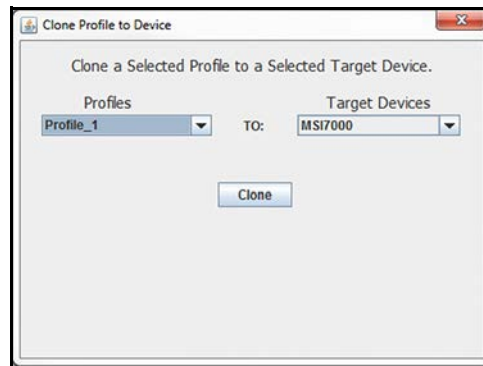 Clone Profile to Device
Clone a Selected Profile to a Selected Target Device.
Profiles Target Devices
Profile_1 TO: MSI7000
Clone